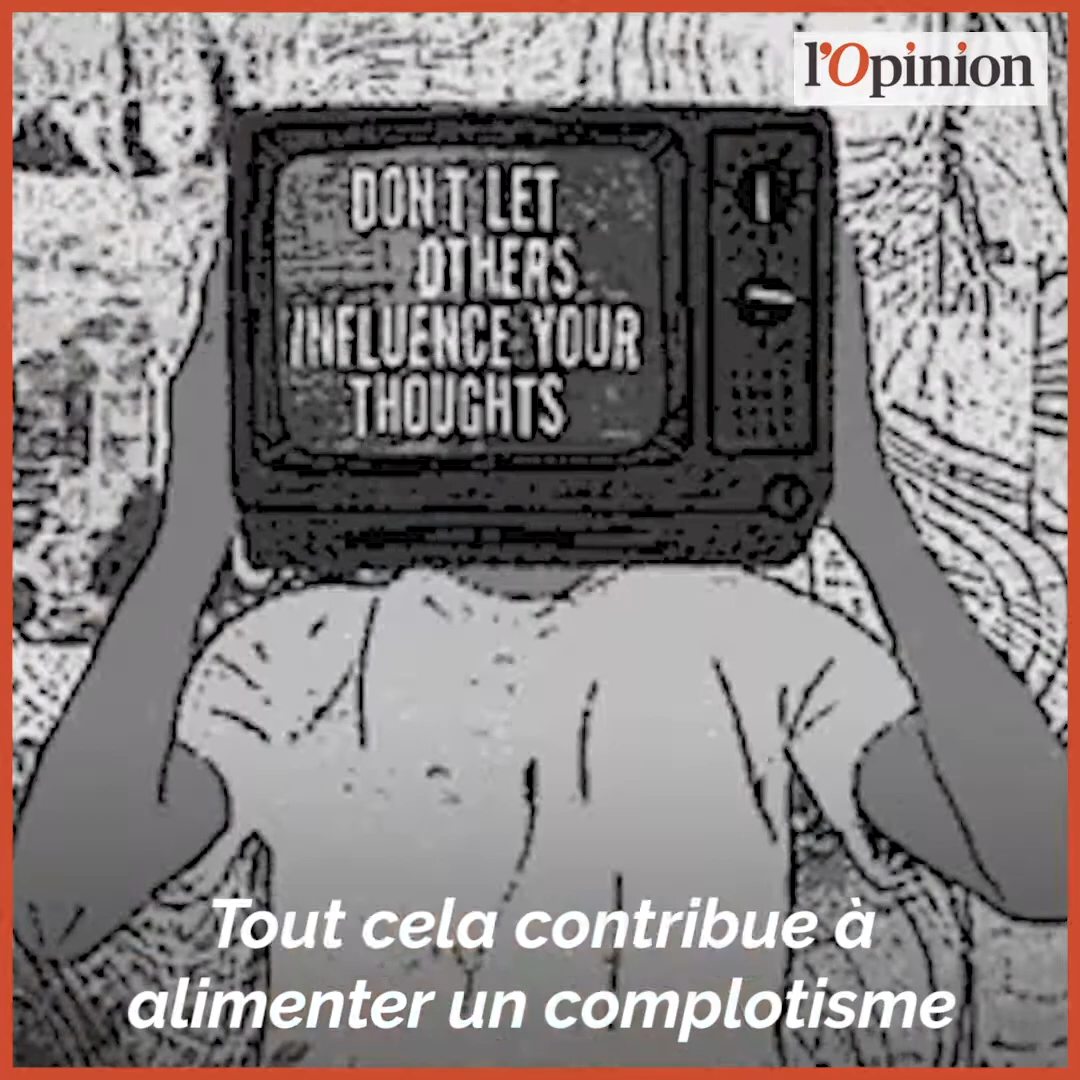 l'Opinion
DON'T LET
OTHERS
INFLUENCE YOUR
THOUGHTS
Tout cela contribue à
alimenter un complotisme